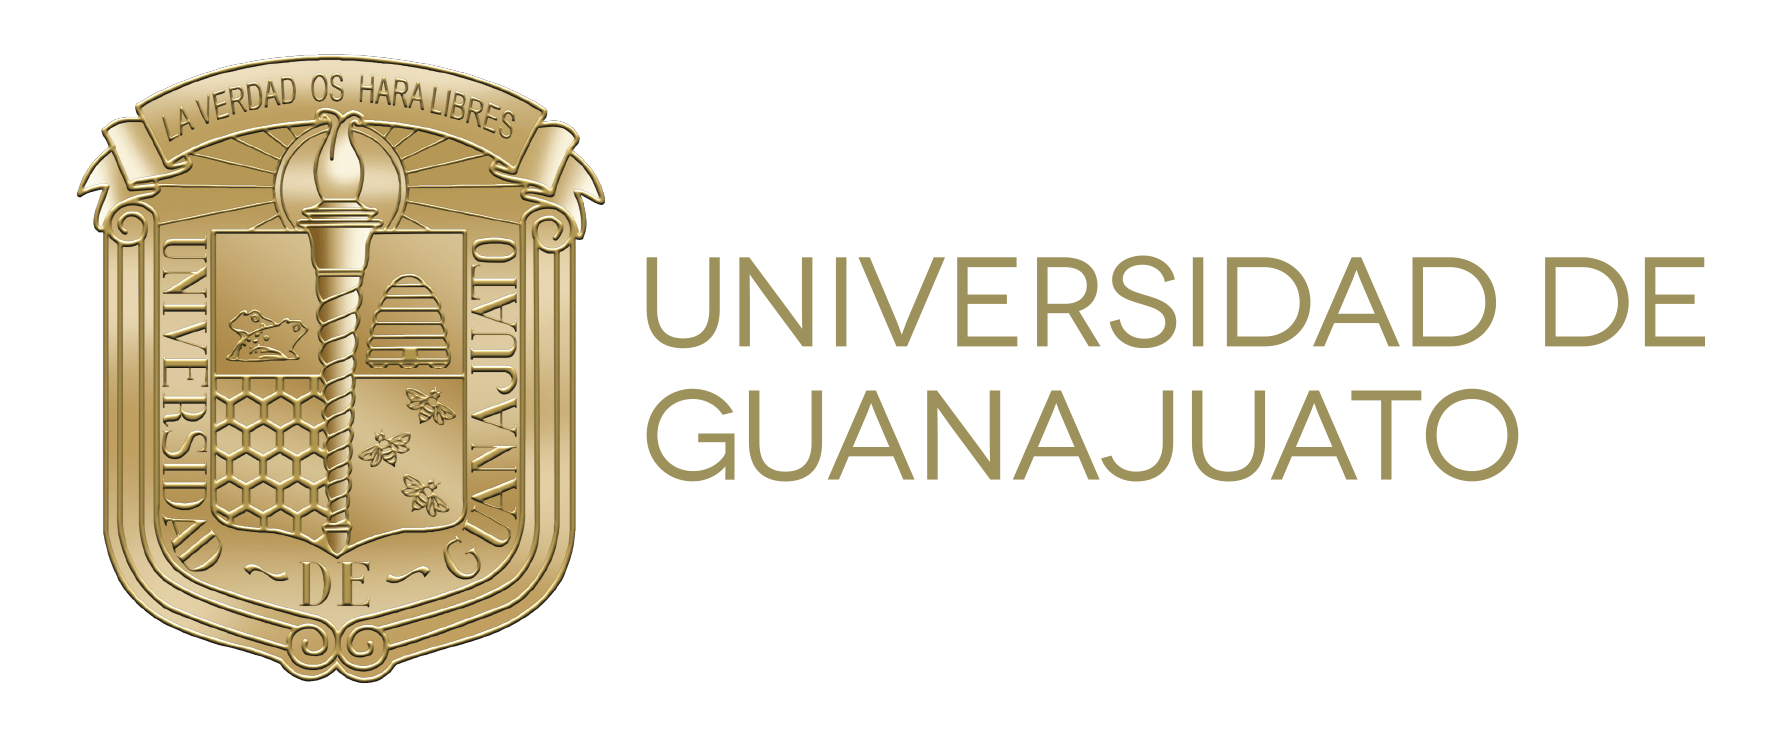 LA VERDAD OS HARA LIBRES
UNIVERSIDAD
DE
GUANAJUATO
UNIVERSIDAD DE
GUANAJUATO